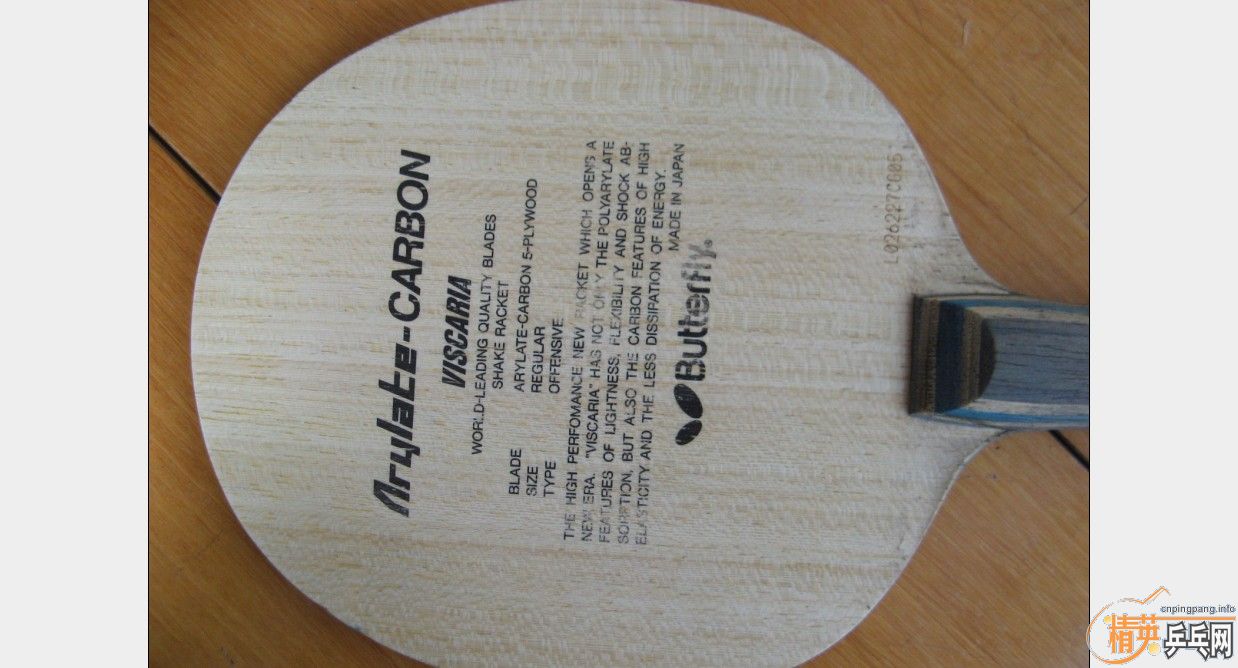 Arylate-CARBON
VISCARIA
WORLD-LEADING QUALITY BLADES
SHAKE RACKET
BLADE ARYLATE-CARBON 5-PLYWOOD
SIZE REGULAR
TYPE OFFENSIVE
THE HIGH PERFOMANCE NEW RACKET WHICH OPENS A
NEW ERA. "VISCARIA" HAS NOT ONLY THE POLYARYLATE
FEATURES OF LIGHTNESS, FLEXIBILITY AND SHOCK AB-
SORRTION, BUT ALSO THE CARBON FEATURES OF HIGH
ELASTICITY AND THE LESS DISSIPATION OF ENERGY.
MADE IN JAPAN
Butterfly.
L026227CG05
cnpingpang.info
精英乒乓网